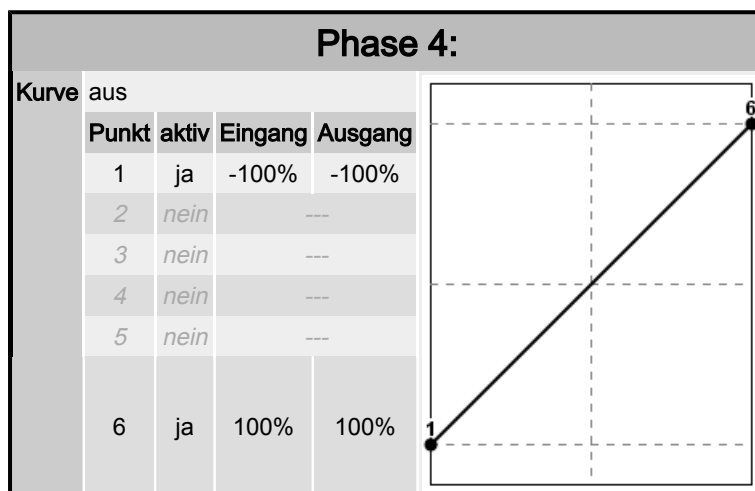 Phase 4:
Kurve aus
Punkt aktiv Eingang Ausgang
1 ja -100% -100%
2 nein ---
3 nein ---
4 nein ---
5 nein ---
6 ja 100% 100%
6
1